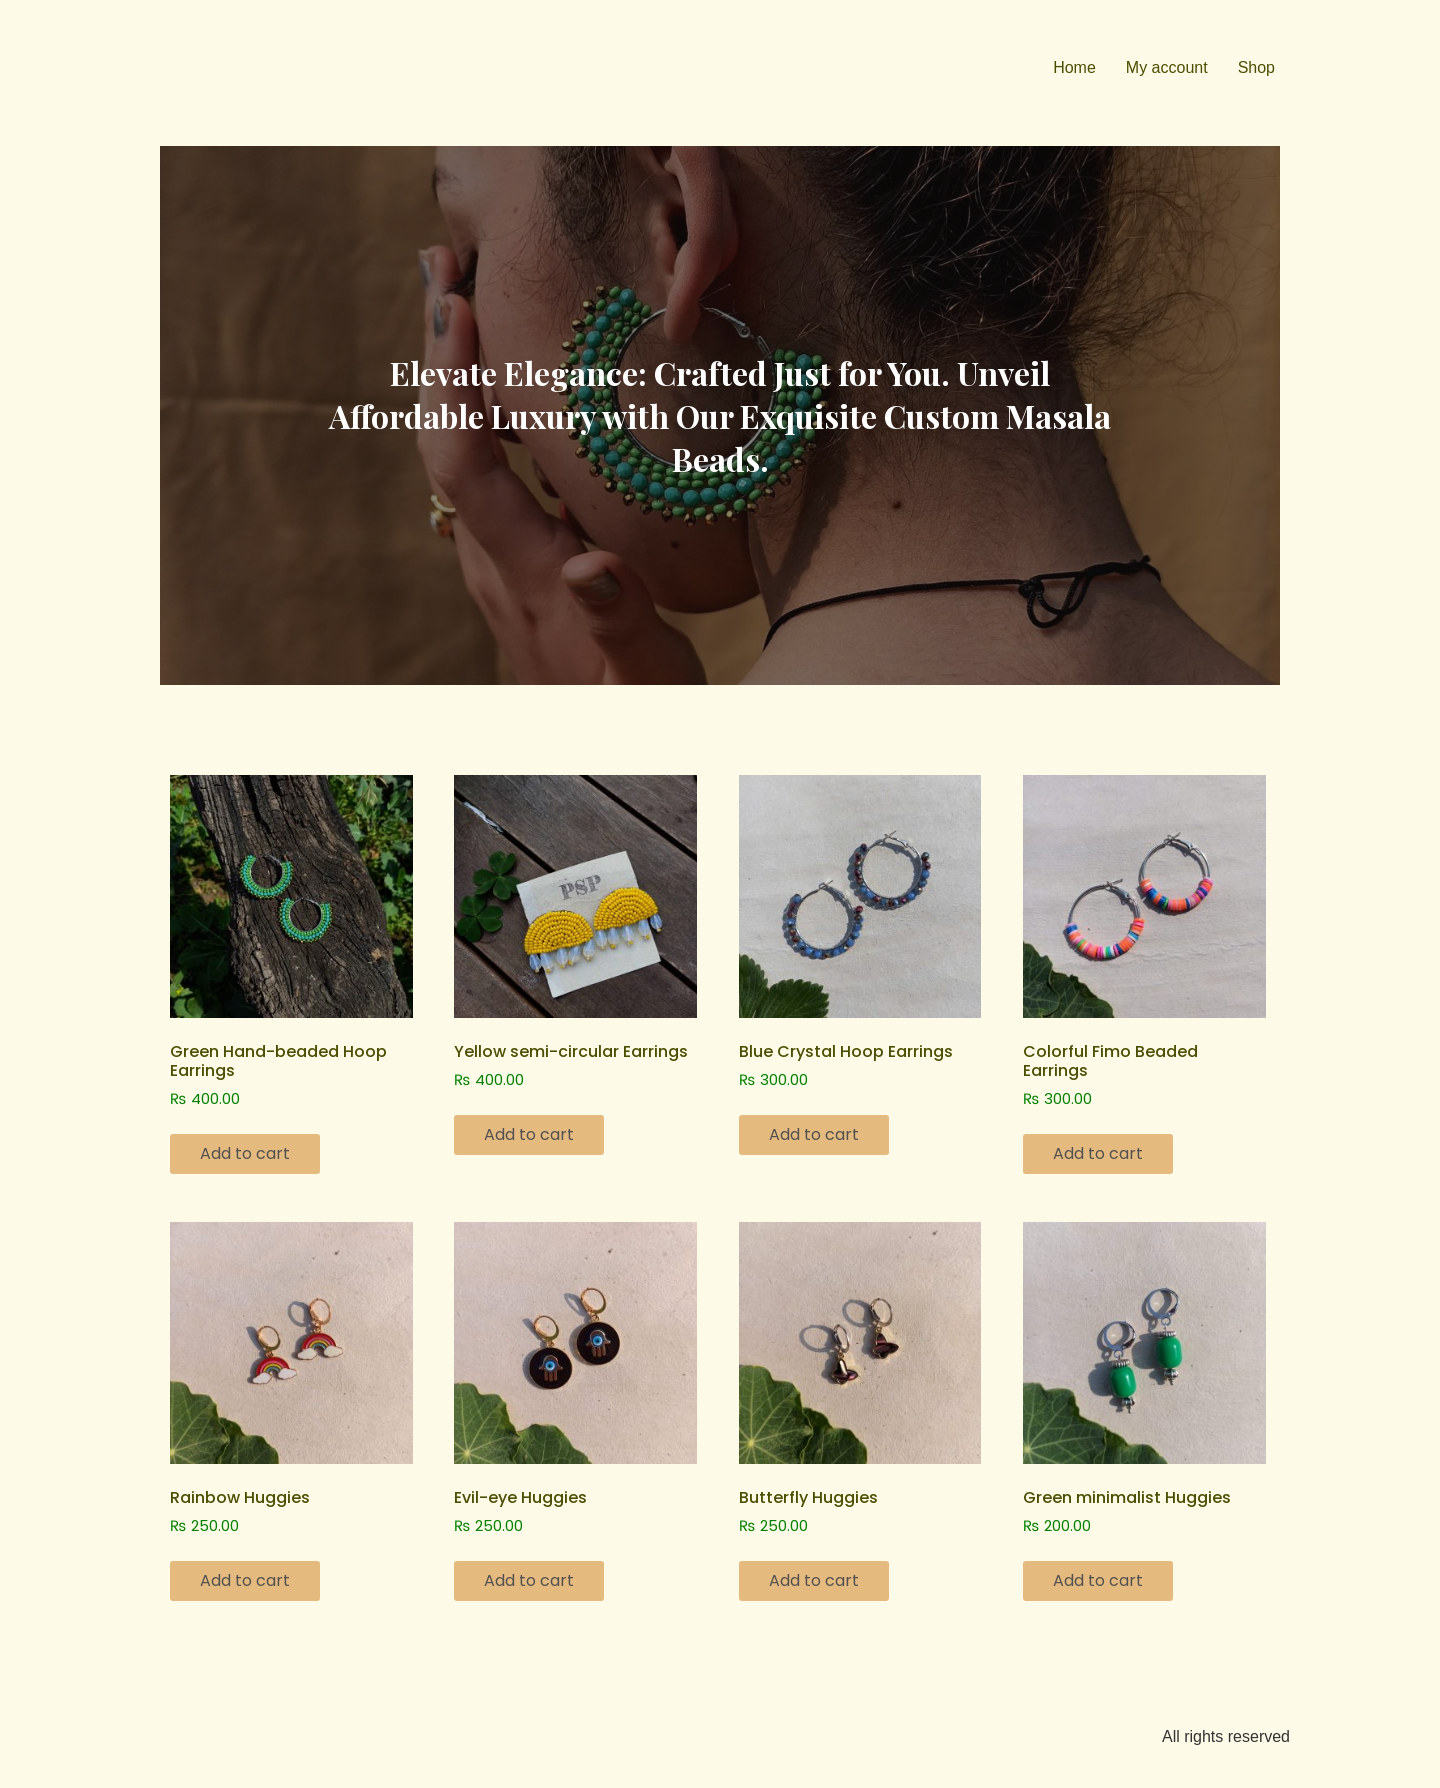 Home My account Shop
Elevate Elegance: Crafted Just for You. Unveil
Affordable Luxury with Our Exquisite Custom Masala
Beads.
PSP
Green Hand-beaded Hoop
Earrings
₨ 400.00
Add to cart
Yellow semi-circular Earrings
₨ 400.00
Add to cart
Blue Crystal Hoop Earrings
₨ 300.00
Add to cart
Colorful Fimo Beaded
Earrings
₨ 300.00
Add to cart
Rainbow Huggies
₨ 250.00
Add to cart
Evil-eye Huggies
₨ 250.00
Add to cart
Butterfly Huggies
₨ 250.00
Add to cart
Green minimalist Huggies
₨ 200.00
Add to cart
All rights reserved